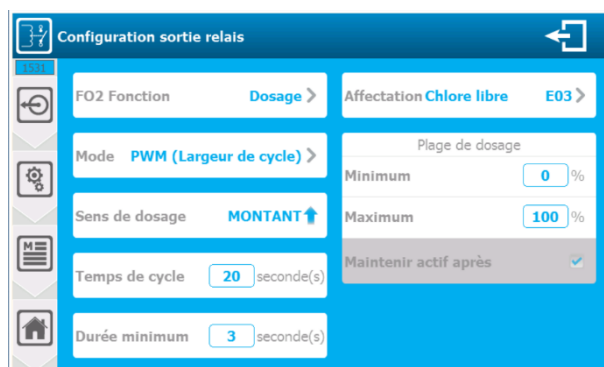 Configuration sortie relais
1531
FO2 Fonction Dosage
Affectation Chlore libre E03
Mode PWM (Largeur de cycle)
Plage de dosage
Minimum 0 %
Sens de dosage MONTANT
Maximum 100 %
Maintenir actif après
Temps de cycle 20 seconde(s)
Durée minimum 3 seconde(s)
M